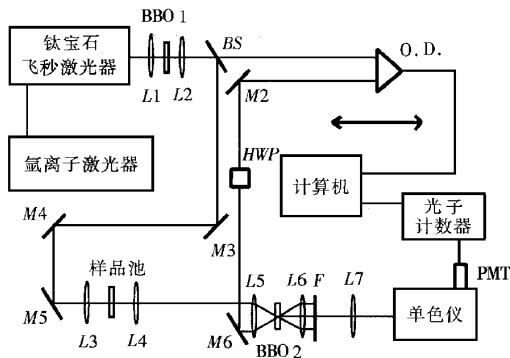 BBO 1
BS
O. D.
钛宝石
飞秒激光器
L1
L2
M2
氩离子激光器
HWP
计算机
光子
计数器
M4
M3
样品池
L5
L6
F
L7
PMT
单色仪
M5
L3
L4
M6
BBO 2